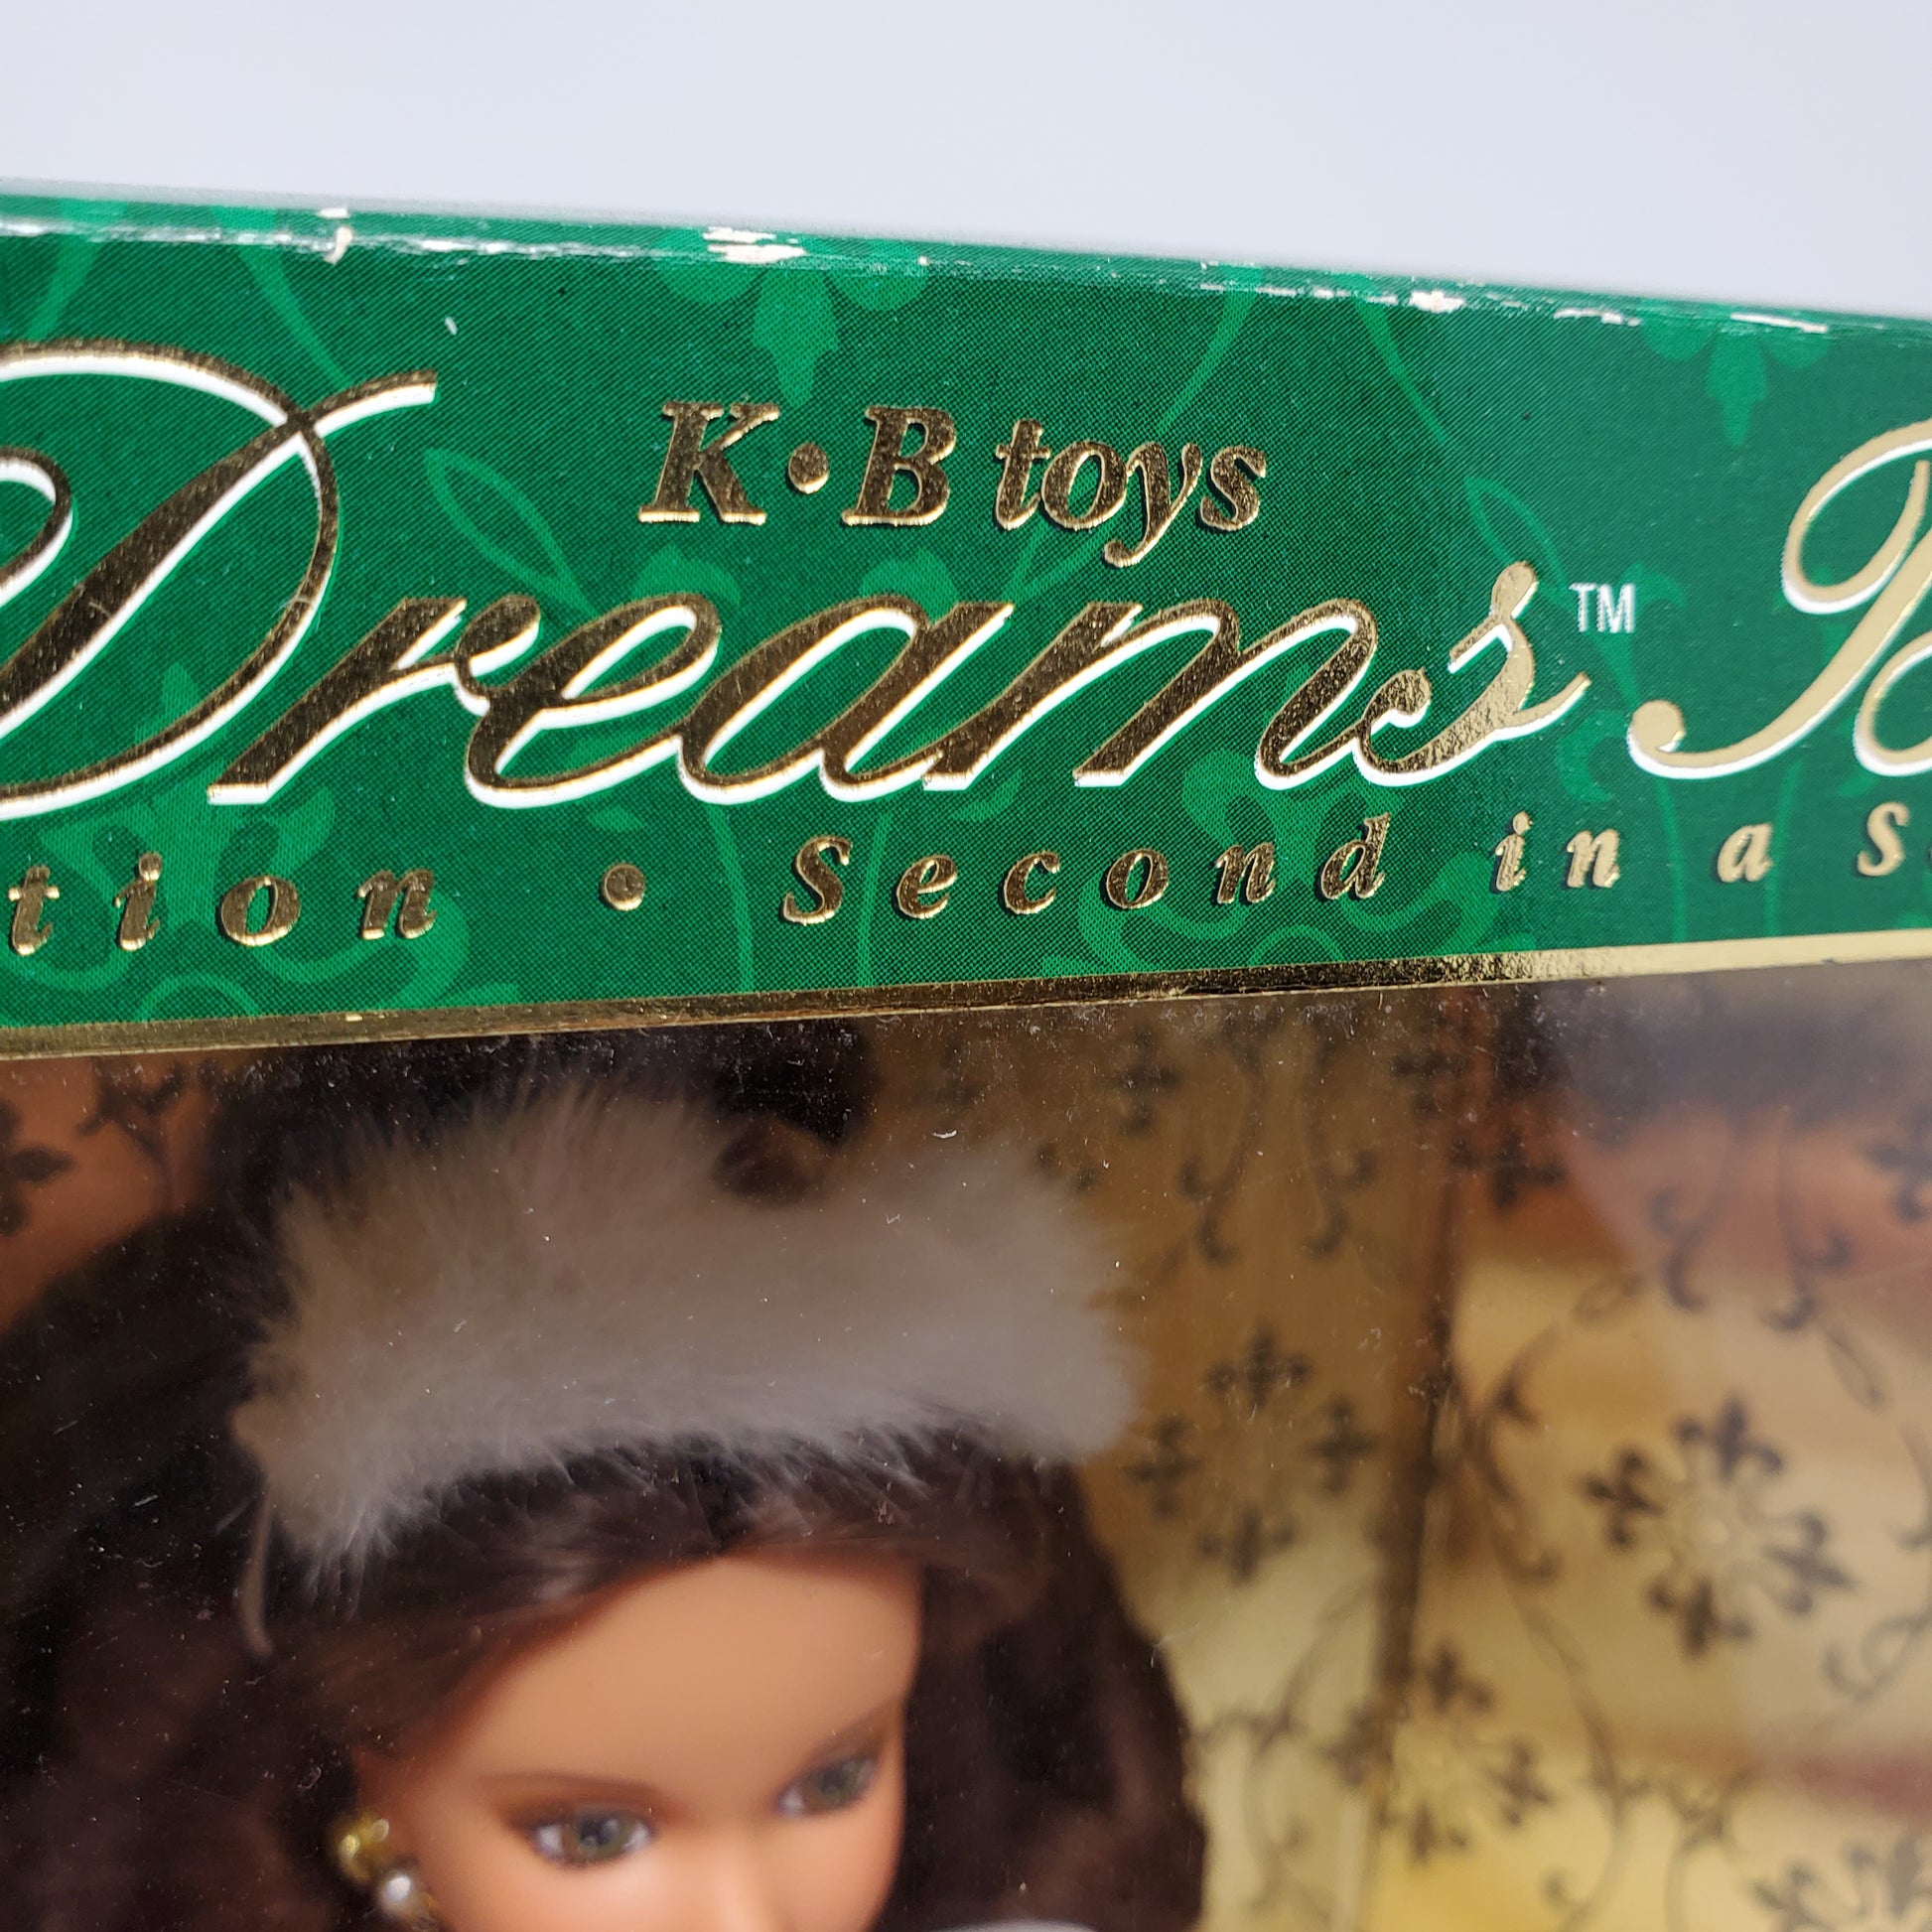 K•B toys
Dreams™ B
tion • Second in a S